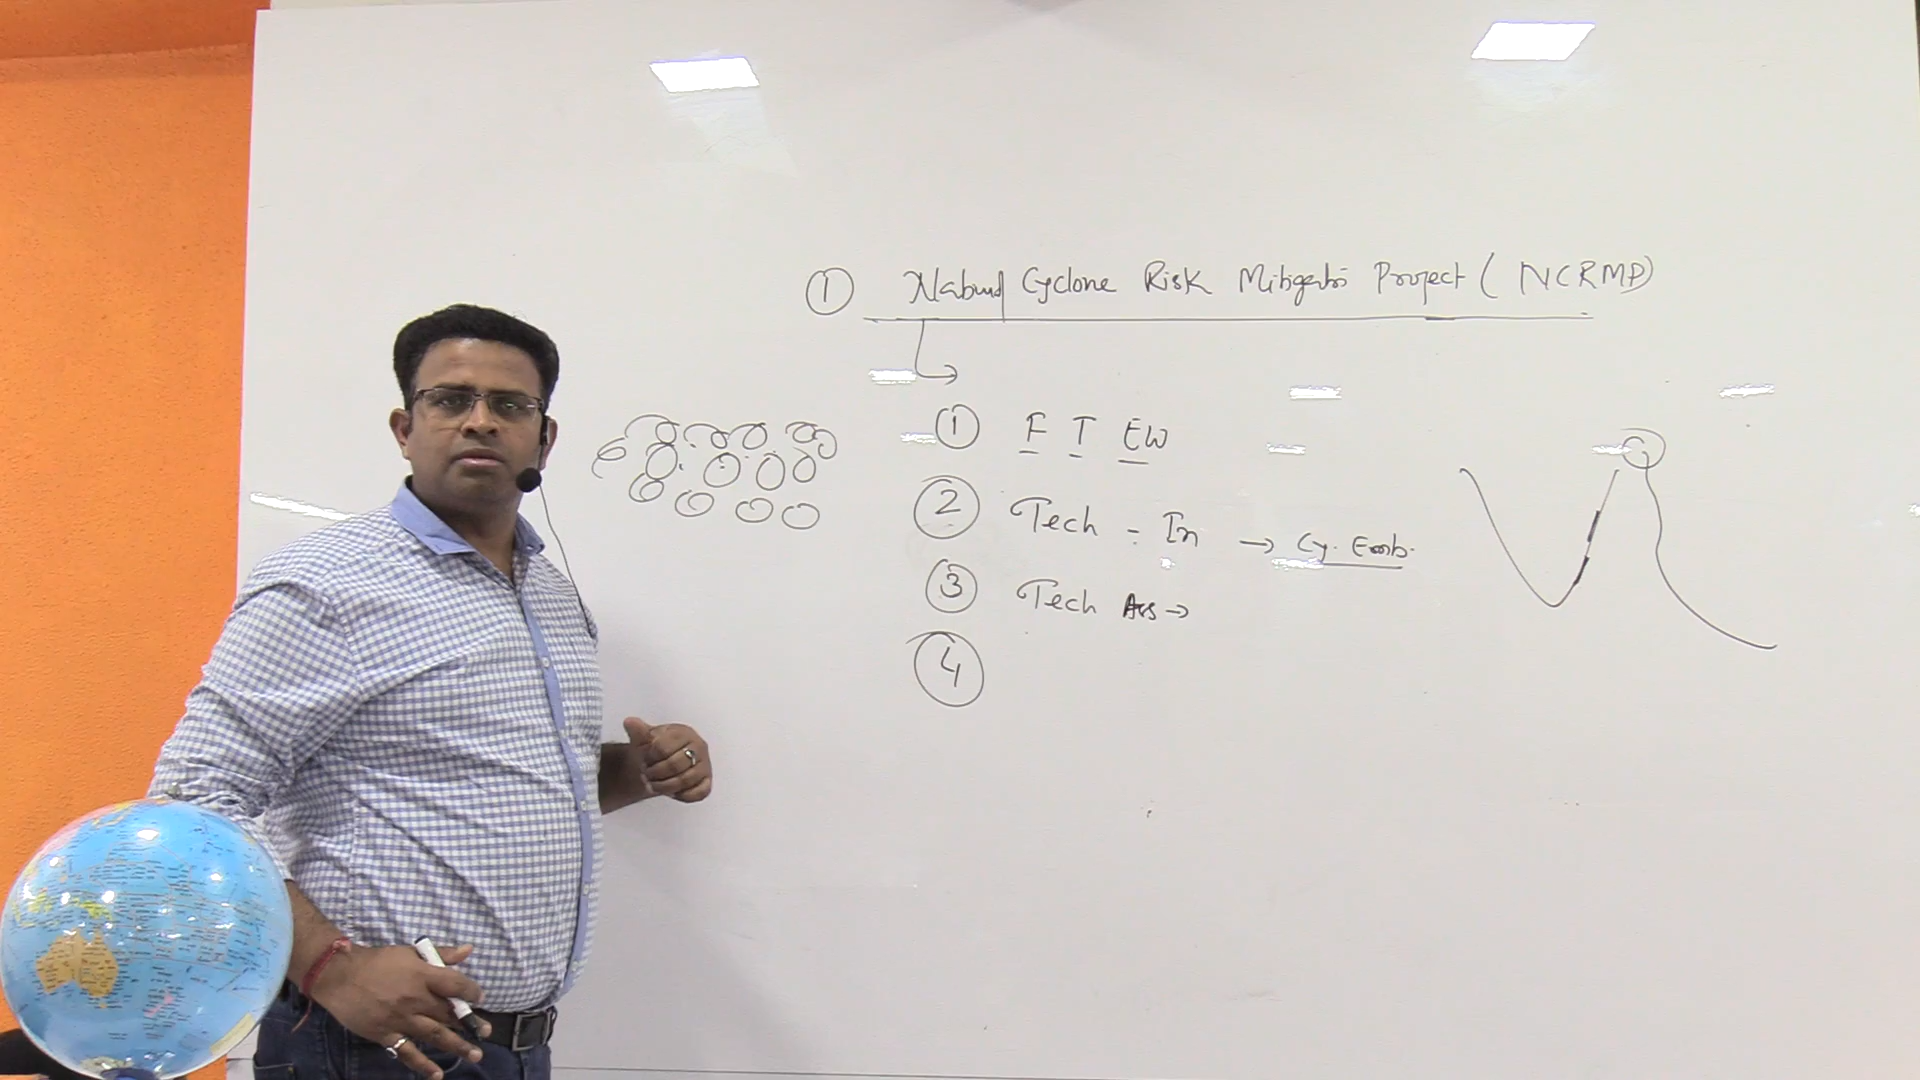 ① National Cyclone Risk Mitigation Project ( NCRMP)
① F T EW
② Tech - In → Cy. Emb.
③ Tech Ass →
④